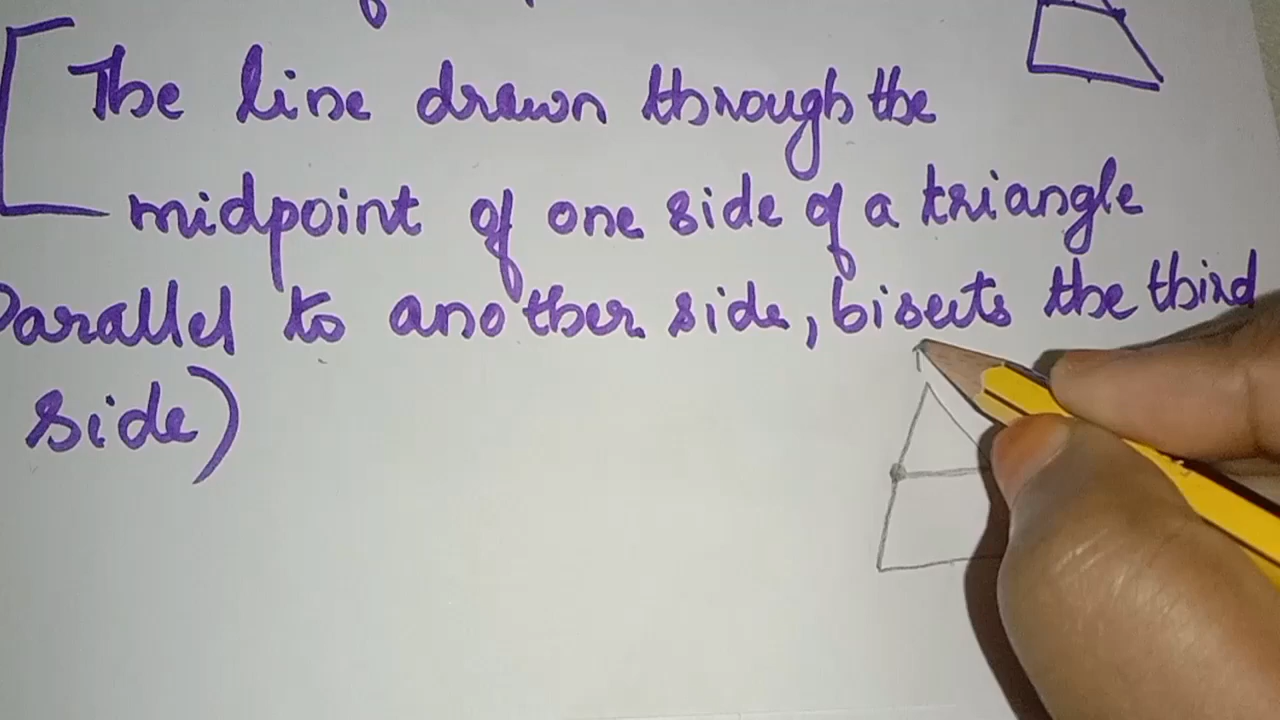 The line drawn through the
midpoint of one side of a triangle
Parallel to another side, bisects the third
side)